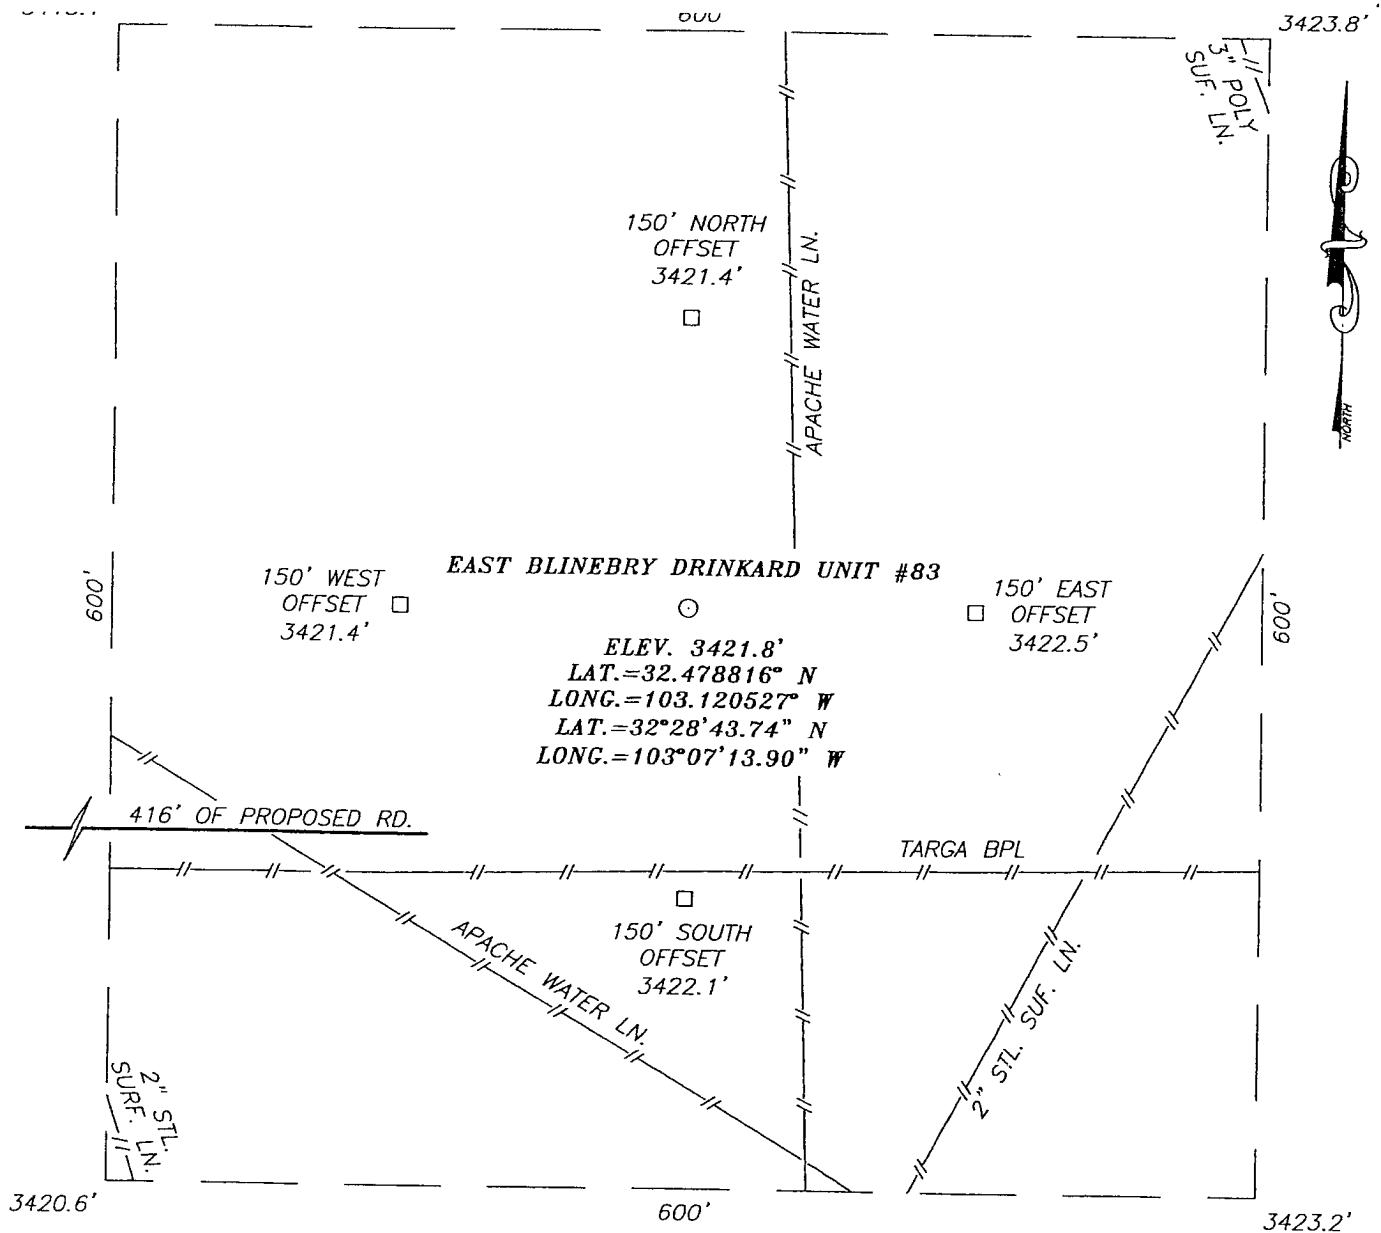 600'
3423.8'
3" POLY
SUF. LN.
150' NORTH
OFFSET
3421.4'
APACHE WATER LN.
NORTH
EAST BLINEBRY DRINKARD UNIT #83
150' WEST
OFFSET
3421.4'
600'
150' EAST
OFFSET
3422.5'
600'
ELEV. 3421.8'
LAT.=32.478816° N
LONG.=103.120527° W
LAT.=32°28'43.74" N
LONG.=103°07'13.90" W
416' OF PROPOSED RD.
TARGA BPL
150' SOUTH
OFFSET
3422.1'
APACHE WATER LN.
2" STL. SUF. LN.
2" STL.
SURF. LN.
3420.6'
600'
3423.2'